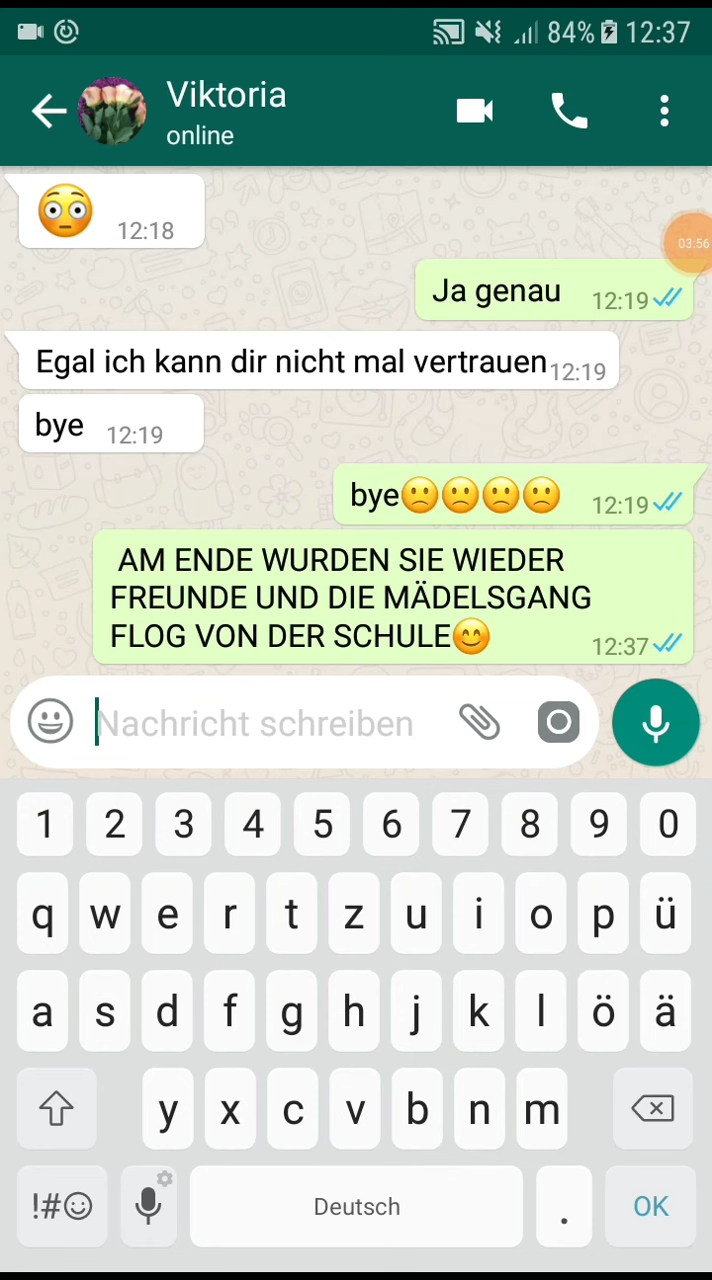 84% 12:37
Viktoria
online
12:18
03:56
Ja genau 12:19
Egal ich kann dir nicht mal vertrauen 12:19
bye 12:19
bye🙁🙁🙁🙁 12:19
AM ENDE WURDEN SIE WIEDER
FREUNDE UND DIE MÄDELSGANG
FLOG VON DER SCHULE😊 12:37
Nachricht schreiben
1 2 3 4 5 6 7 8 9 0
q w e r t z u i o p ü
a s d f g h j k l ö ä
y x c v b n m
!#☺ Deutsch . OK